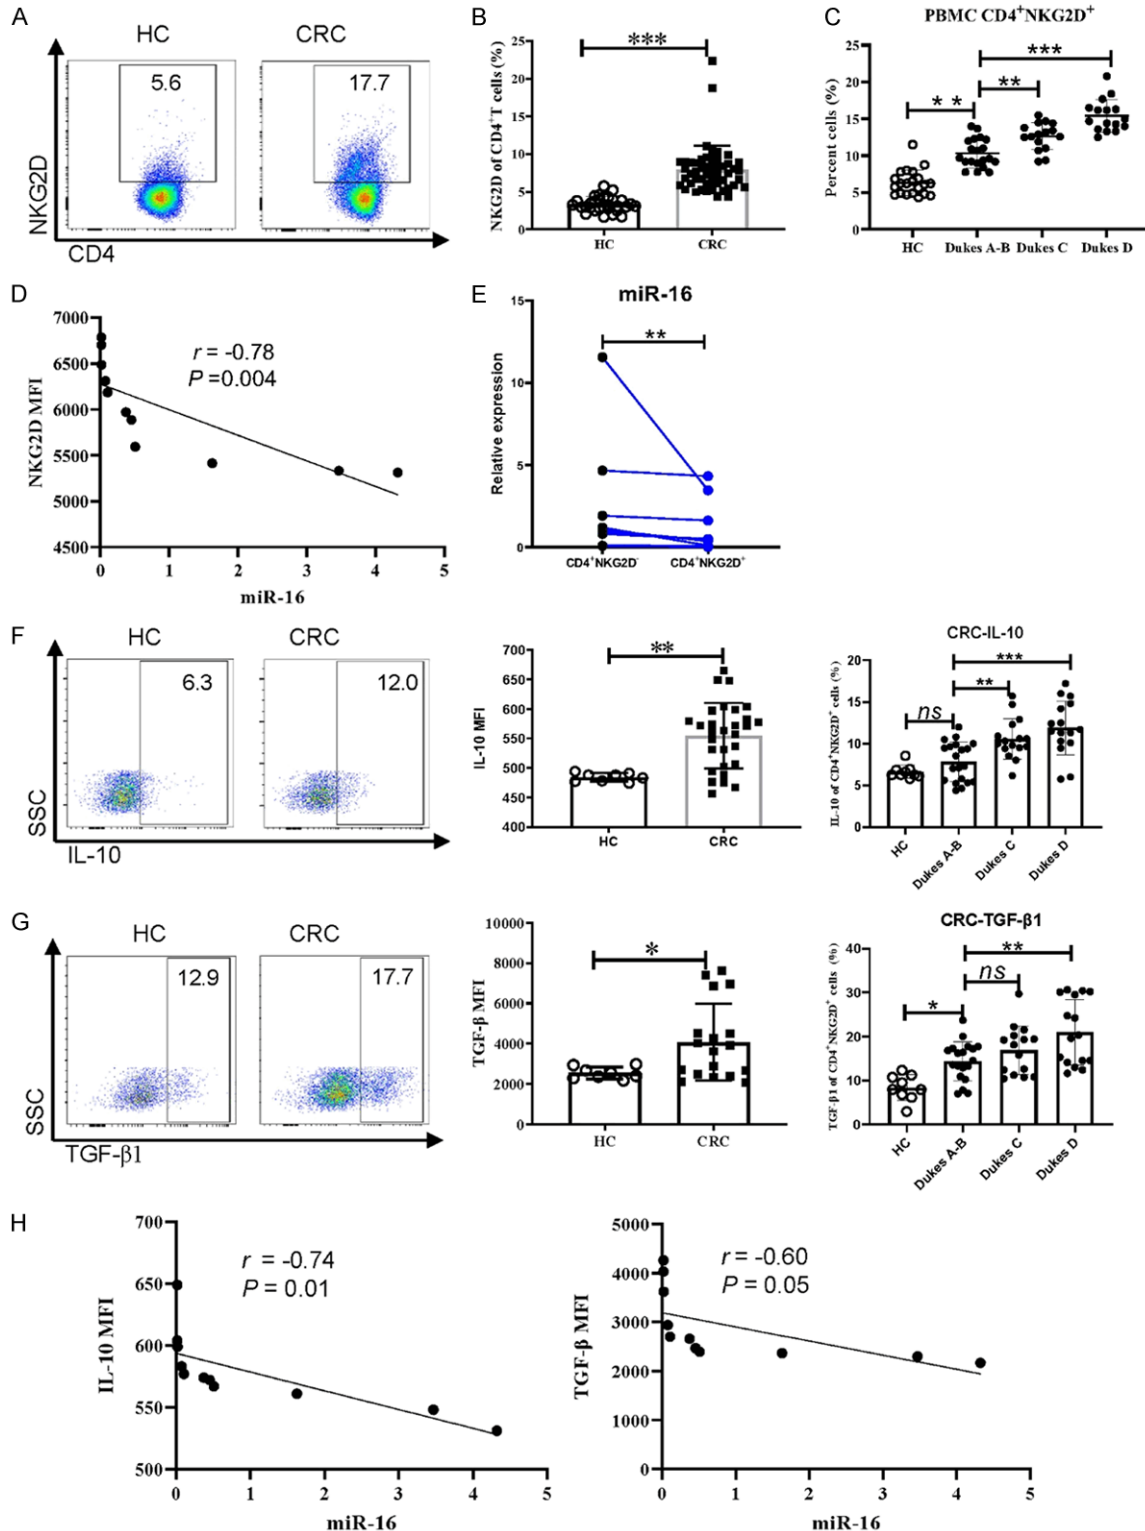 A
HC
CRC
5.6
17.7
NKG2D
CD4
B
***
NKG2D of CD4+T cells (%)
25
20
15
10
5
0
HC
CRC
C
PBMC CD4+NKG2D+
***
**
* *
Percent cells (%)
25
20
15
10
5
0
HC
Dukes A-B
Dukes C
Dukes D
D
r = -0.78
P =0.004
NKG2D MFI
7000
6500
6000
5500
5000
4500
0 1 2 3 4 5
miR-16
E
miR-16
**
Relative expression
15
10
5
0
CD4+NKG2D-
CD4+NKG2D+
F
HC
CRC
6.3
12.0
SSC
IL-10
**
IL-10 MFI
700
650
600
550
500
450
400
HC
CRC
CRC-IL-10
***
**
ns
IL-10 of CD4+NKG2D+ cells (%)
20
15
10
5
0
HC
Dukes A-B
Dukes C
Dukes D
G
HC
CRC
12.9
17.7
SSC
TGF-β1
*
TGF-β MFI
10000
8000
6000
4000
2000
0
HC
CRC
CRC-TGF-β1
**
ns
*
TGF-β1 of CD4+NKG2D+ cells (%)
40
30
20
10
0
HC
Dukes A-B
Dukes C
Dukes D
H
r = -0.74
P = 0.01
IL-10 MFI
700
650
600
550
500
0 1 2 3 4 5
miR-16
r = -0.60
P = 0.05
TGF-β MFI
5000
4000
3000
2000
1000
0
0 1 2 3 4 5
miR-16